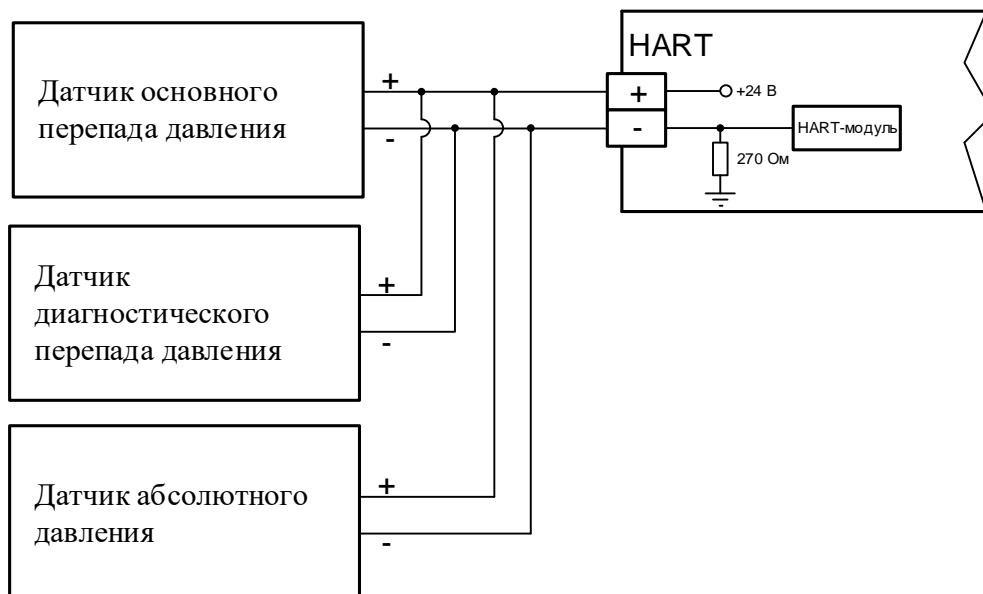 Датчик основного
перепада давления
+
-
HART
+
-
+24 В
HART-модуль
270 Ом
Датчик
диагностического
перепада давления
+
-
Датчик абсолютного
давления
+
-